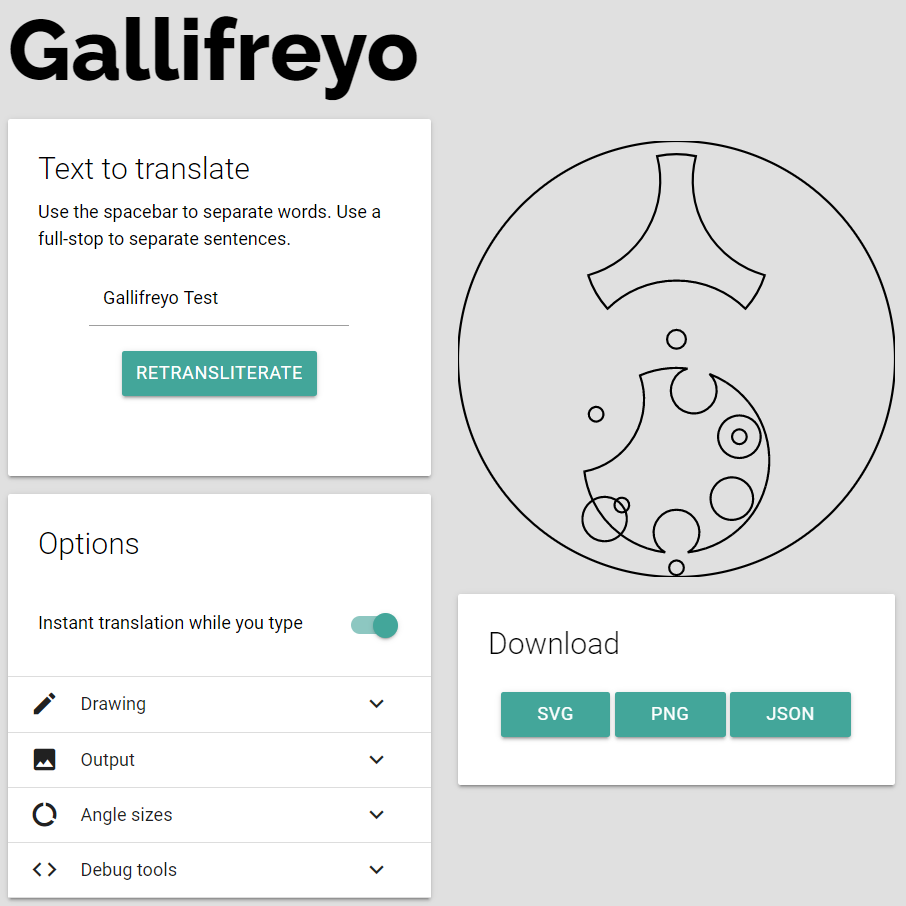 Gallifreyo
Text to translate
Use the spacebar to separate words. Use a
full-stop to separate sentences.
Gallifreyo Test
RETRANSLITERATE
Options
Instant translation while you type
Drawing
Output
Angle sizes
Debug tools
Download
SVG PNG JSON